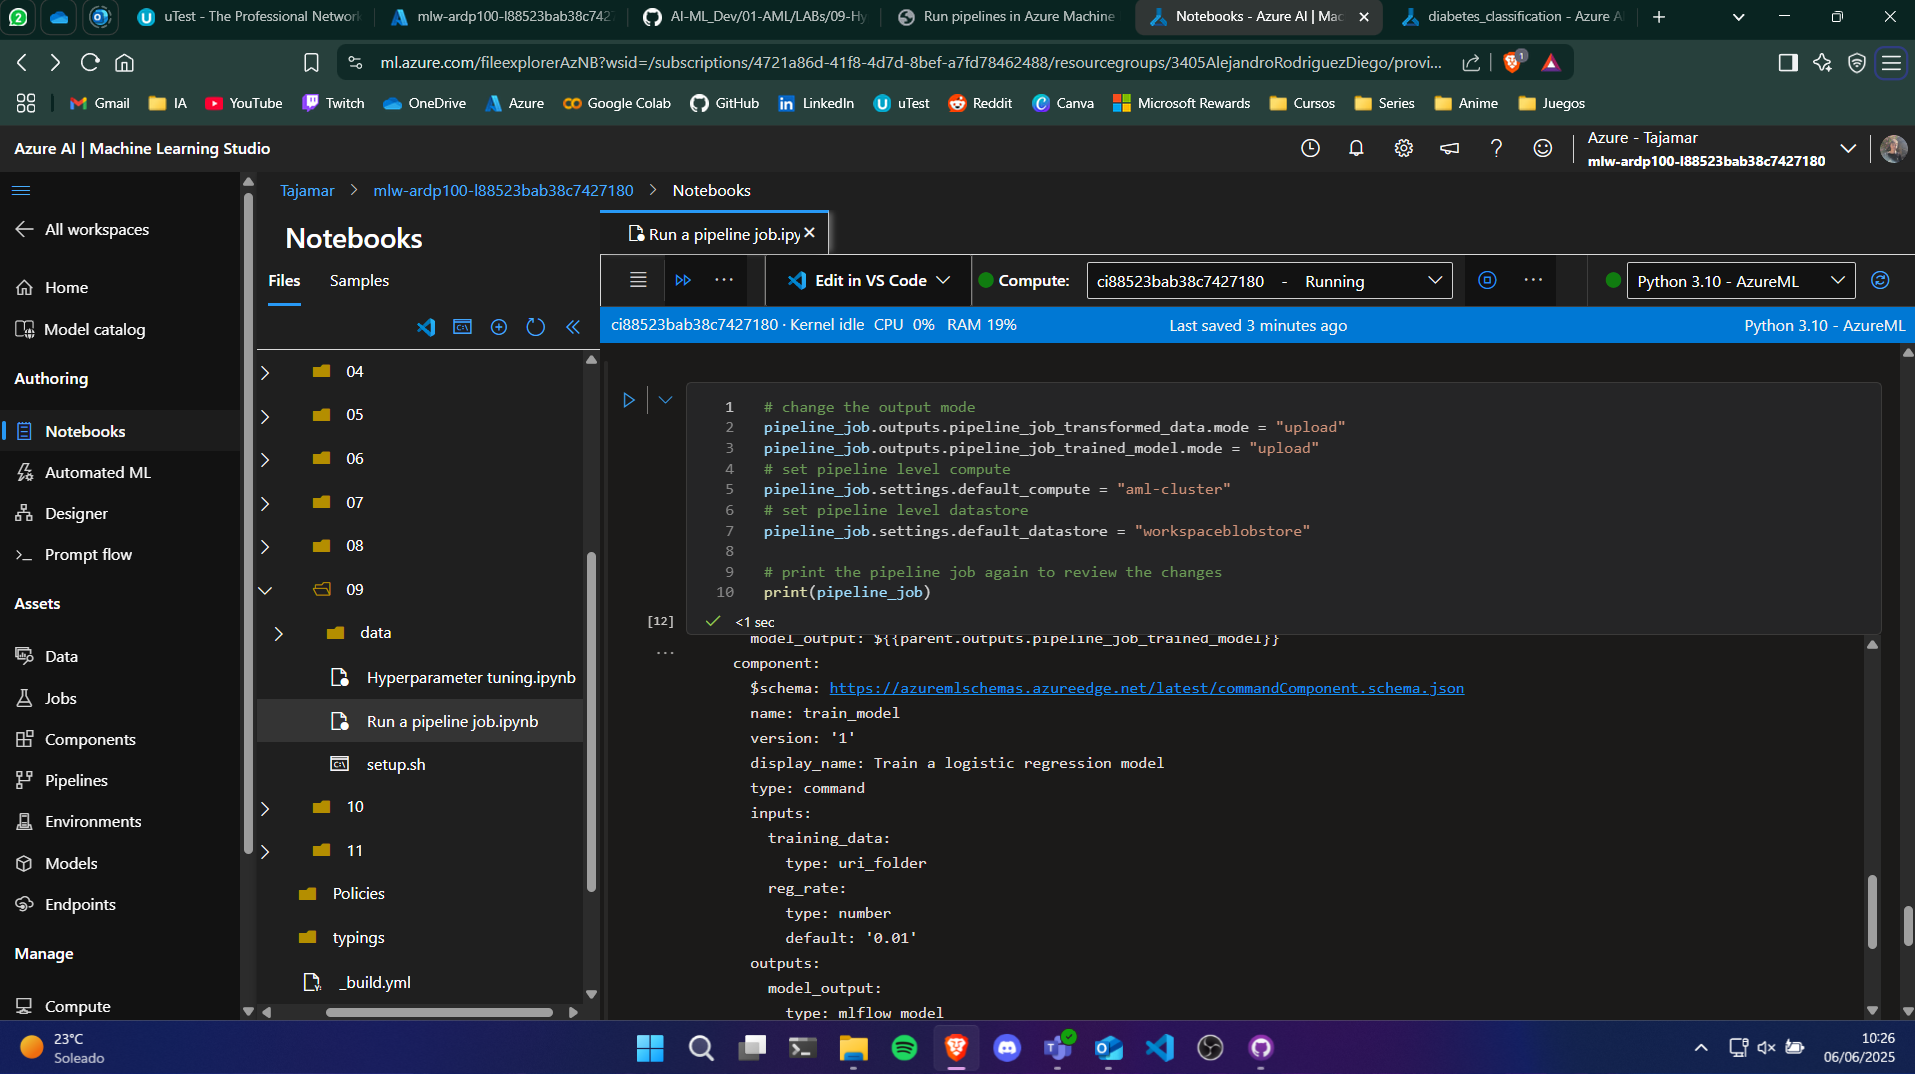 2
uTest - The Professional Network
mlw-ardp100-l88523bab38c7427
AI-ML_Dev/01-AML/LABs/09-Hy
Run pipelines in Azure Machine
Notebooks - Azure AI | Mac
diabetes_classification - Azure A
ml.azure.com/fileexplorerAzNB?wsid=/subscriptions/4721a86d-41f8-4d7d-8bef-a7fd78462488/resourcegroups/3405AlejandroRodriguezDiego/provi...
1
Gmail
IA
YouTube
Twitch
OneDrive
Azure
Google Colab
GitHub
LinkedIn
uTest
Reddit
Canva
Microsoft Rewards
Cursos
Series
Anime
Juegos
Azure AI | Machine Learning Studio
Azure - Tajamar
mlw-ardp100-l88523bab38c7427180
All workspaces
Home
Model catalog
Authoring
Notebooks
Automated ML
Designer
Prompt flow
Assets
Data
Jobs
Components
Pipelines
Environments
Models
Endpoints
Manage
Compute
Tajamar > mlw-ardp100-l88523bab38c7427180 > Notebooks
Notebooks
Files
Samples
04
05
06
07
08
09
data
Hyperparameter tuning.ipynb
Run a pipeline job.ipynb
setup.sh
10
11
Policies
typings
_build.yml
Run a pipeline job.ipy
Edit in VS Code
Compute:
ci88523bab38c7427180 - Running
Python 3.10 - AzureML
ci88523bab38c7427180 · Kernel idle CPU 0% RAM 19%
Last saved 3 minutes ago
Python 3.10 - AzureML
1 # change the output mode
2 pipeline_job.outputs.pipeline_job_transformed_data.mode = "upload"
3 pipeline_job.outputs.pipeline_job_trained_model.mode = "upload"
4 # set pipeline level compute
5 pipeline_job.settings.default_compute = "aml-cluster"
6 # set pipeline level datastore
7 pipeline_job.settings.default_datastore = "workspaceblobstore"
8
9 # print the pipeline job again to review the changes
10 print(pipeline_job)
[12]
<1 sec
...
model_output: ${{parent.outputs.pipeline_job_trained_model}}
component:
$schema: https://azuremlschemas.azureedge.net/latest/commandComponent.schema.json
name: train_model
version: '1'
display_name: Train a logistic regression model
type: command
inputs:
training_data:
type: uri_folder
reg_rate:
type: number
default: '0.01'
outputs:
model_output:
type: mlflow_model
23°C
Soleado
10:26
06/06/2025